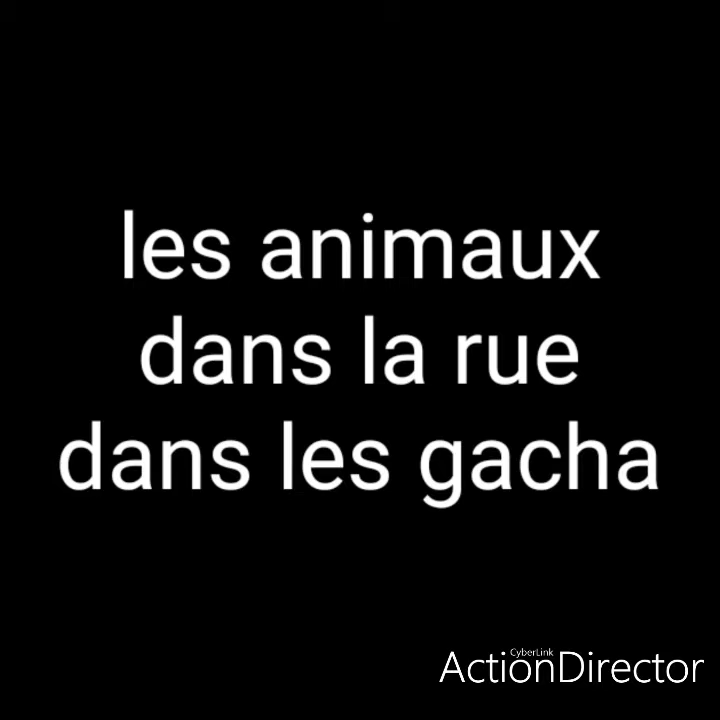 les animaux
dans la rue
dans les gacha
CyberLink
ActionDirector